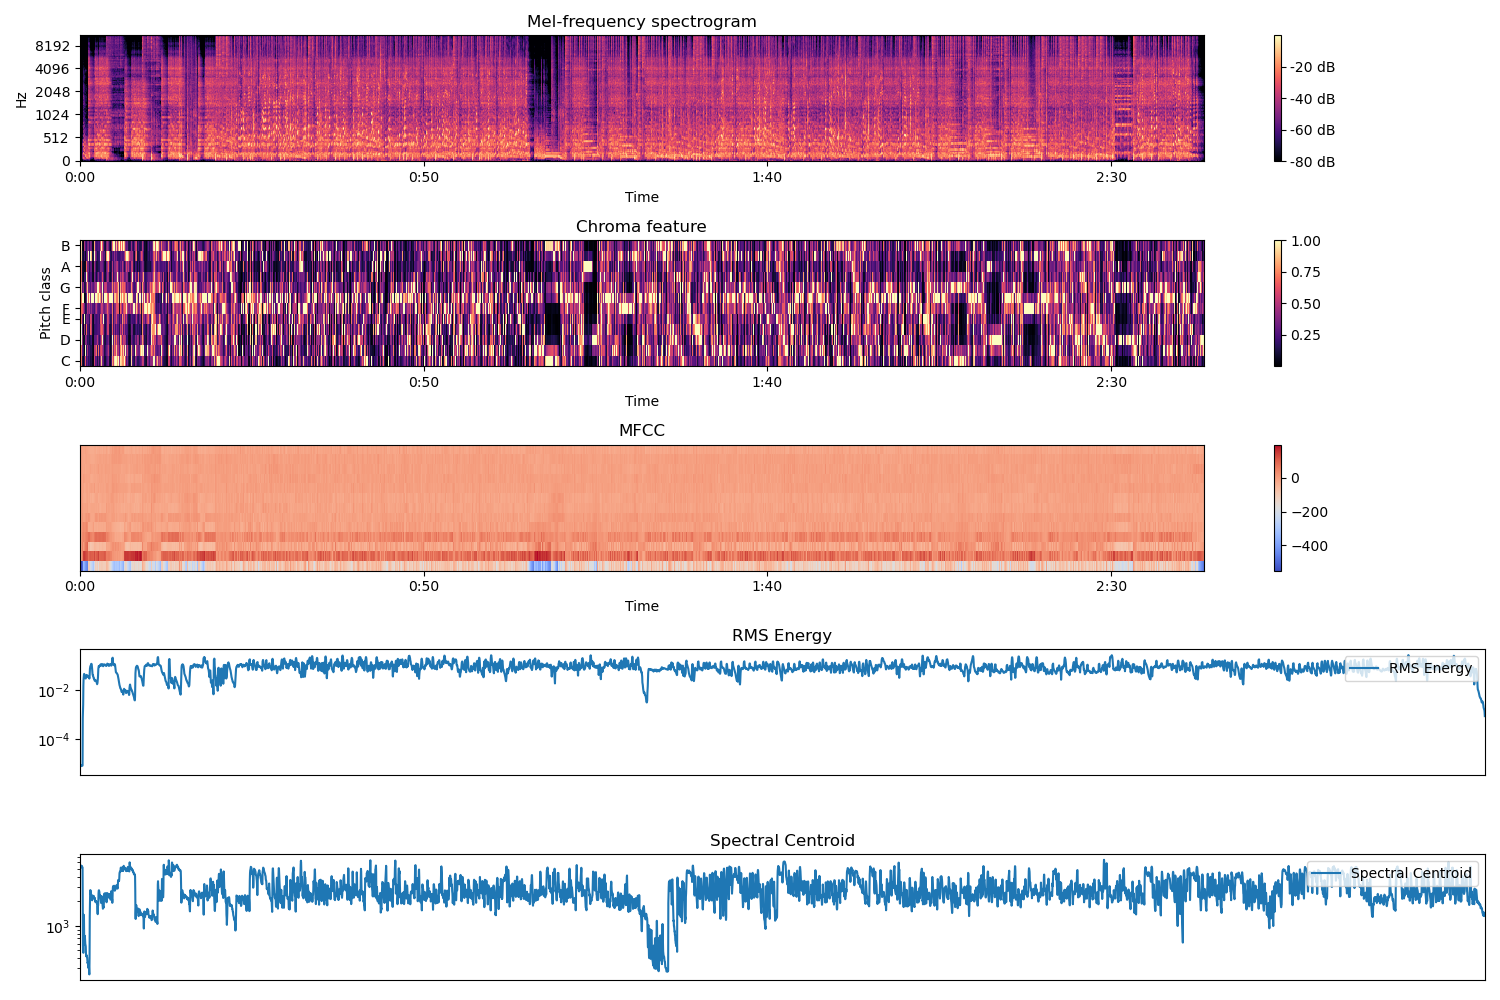 Mel-frequency spectrogram
Hz
8192
4096
2048
1024
512
0
0:00 0:50 1:40 2:30
Time
-20 dB
-40 dB
-60 dB
-80 dB
Chroma feature
Pitch class
B
A
G
F
E
D
C
0:00 0:50 1:40 2:30
Time
1.00
0.75
0.50
0.25
MFCC
0:00 0:50 1:40 2:30
Time
0
−200
−400
RMS Energy
10⁻²
10⁻⁴
RMS Energy
Spectral Centroid
10³
Spectral Centroid